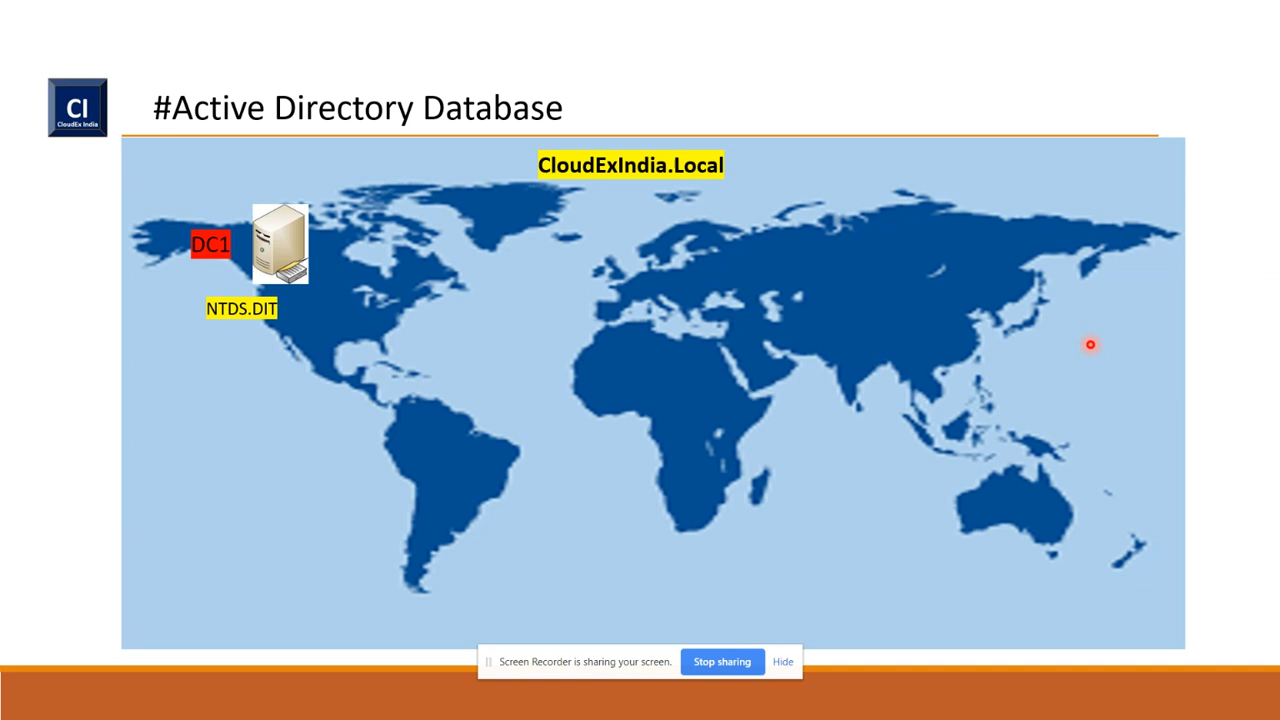 CI
CloudEx India
#Active Directory Database
CloudExIndia.Local
DC1
NTDS.DIT
Screen Recorder is sharing your screen.
Stop sharing
Hide